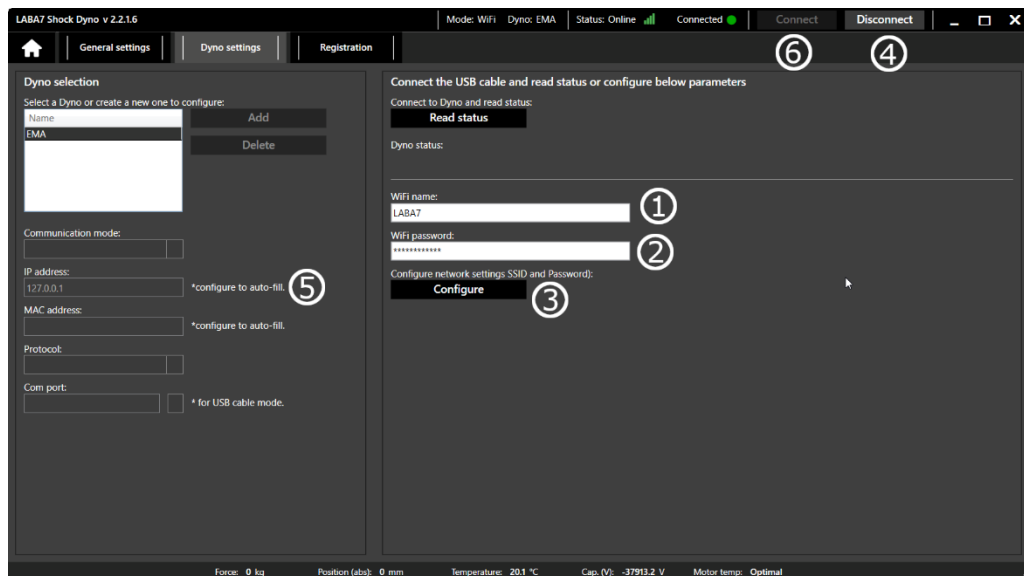 LABA7 Shock Dyno v 2.2.1.6
Mode: WiFi Dyno: EMA
Status: Online
Connected
Connect
Disconnect
General settings
Dyno settings
Registration
6
4
Dyno selection
Select a Dyno or create a new one to configure:
Name
EMA
Add
Delete
Communication mode:
IP address:
127.0.0.1
*configure to auto-fill.
5
MAC address:
*configure to auto-fill.
Protocol:
Com port:
* for USB cable mode.
Connect the USB cable and read status or configure below parameters
Connect to Dyno and read status:
Read status
Dyno status:
WiFi name:
LABA7
1
WiFi password:
************
2
Configure network settings SSID and Password):
Configure
3
Force: 0 kg
Position (abs): 0 mm
Temperature: 20.1 °C
Cap. (V): -37913.2 V
Motor temp: Optimal